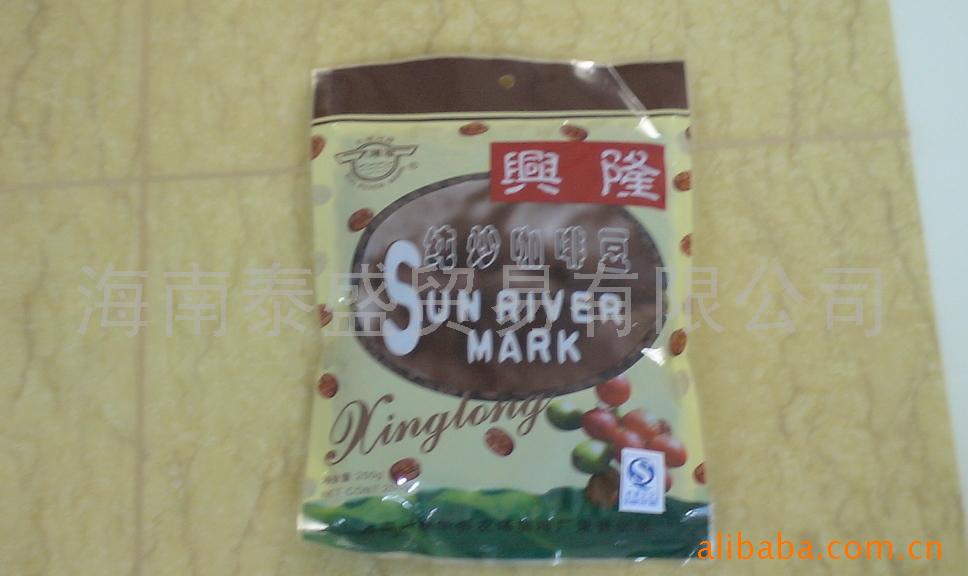 興隆
纯炒咖啡豆
SUN RIVER
MARK
海南泰盛贸易有限公司
Xinglong
250g
alibaba.com.cn